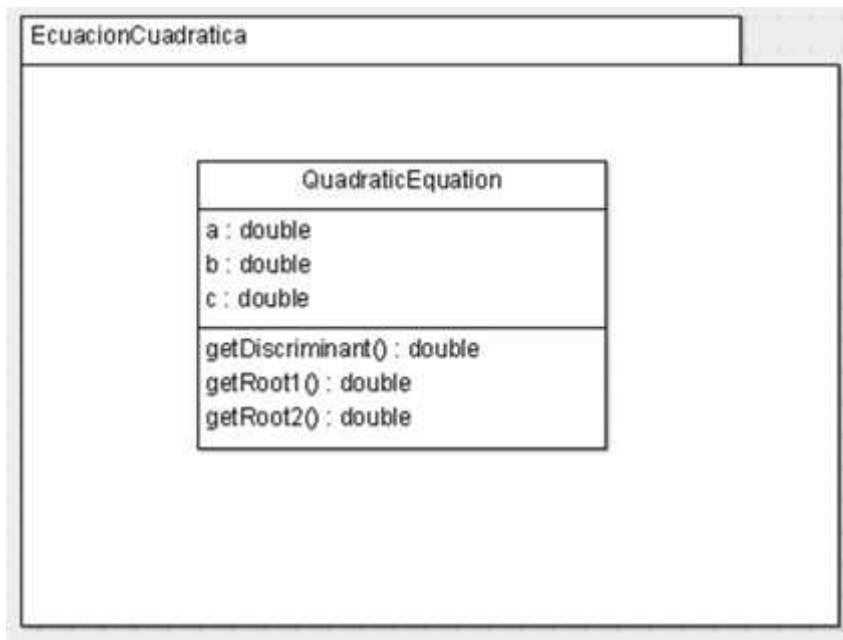 EcuacionCuadratica
QuadraticEquation
a : double
b : double
c : double
getDiscriminant() : double
getRoot1() : double
getRoot2() : double